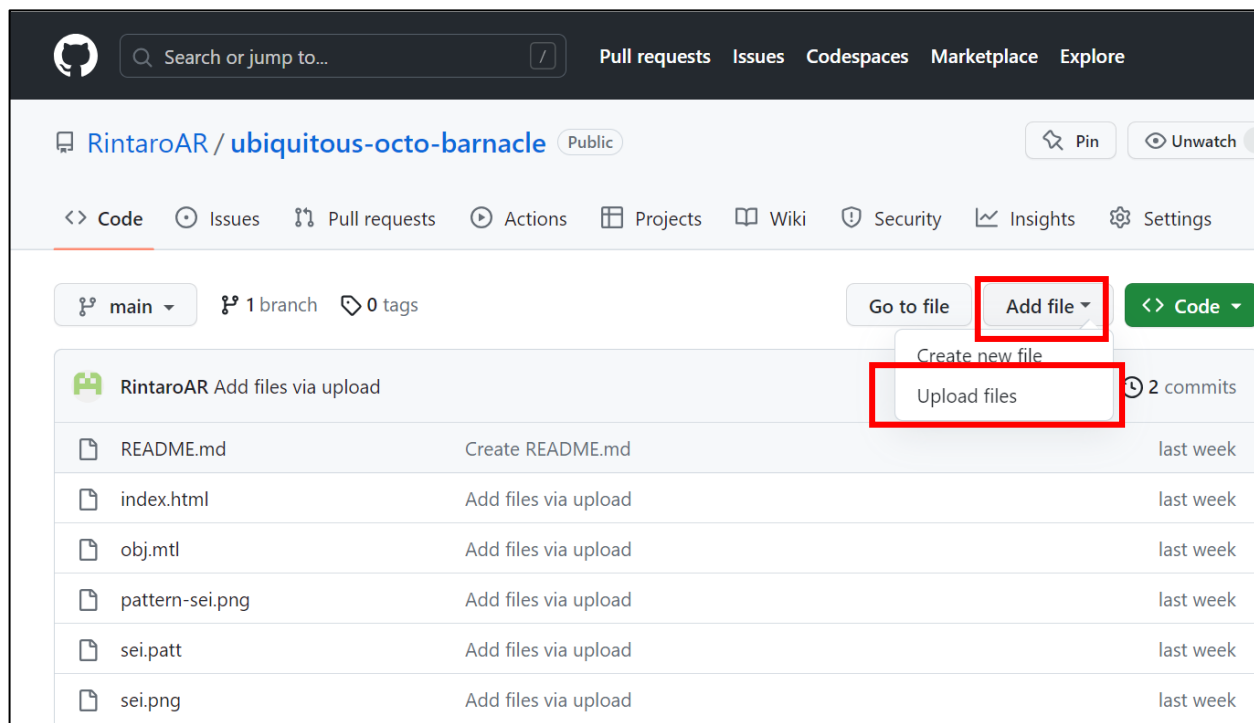 Search or jump to... / Pull requests Issues Codespaces Marketplace Explore
RintaroAR / ubiquitous-octo-barnacle Public Pin Unwatch
Code Issues Pull requests Actions Projects Wiki Security Insights Settings
main 1 branch 0 tags Go to file Add file Code
Create new file
RintaroAR Add files via upload 2 commits
Upload files
README.md Create README.md last week
index.html Add files via upload last week
obj.mtl Add files via upload last week
pattern-sei.png Add files via upload last week
sei.patt Add files via upload last week
sei.png Add files via upload last week